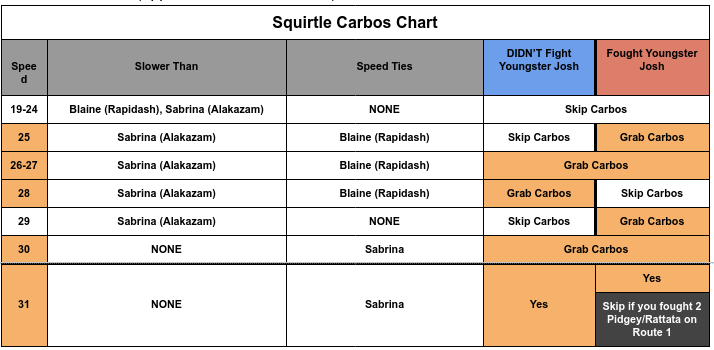 Squirtle Carbos Chart
Spee
d
Slower Than
Speed Ties
DIDN'T Fight
Youngster Josh
Fought Youngster
Josh
19-24
Blaine (Rapidash), Sabrina (Alakazam)
NONE
Skip Carbos
25
Sabrina (Alakazam)
Blaine (Rapidash)
Skip Carbos
Grab Carbos
26-27
Sabrina (Alakazam)
Blaine (Rapidash)
Grab Carbos
28
Sabrina (Alakazam)
Blaine (Rapidash)
Grab Carbos
Skip Carbos
29
Sabrina (Alakazam)
NONE
Skip Carbos
Grab Carbos
30
NONE
Sabrina
Grab Carbos
31
NONE
Sabrina
Yes
Yes
Skip if you fought 2
Pidgey/Rattata on
Route 1